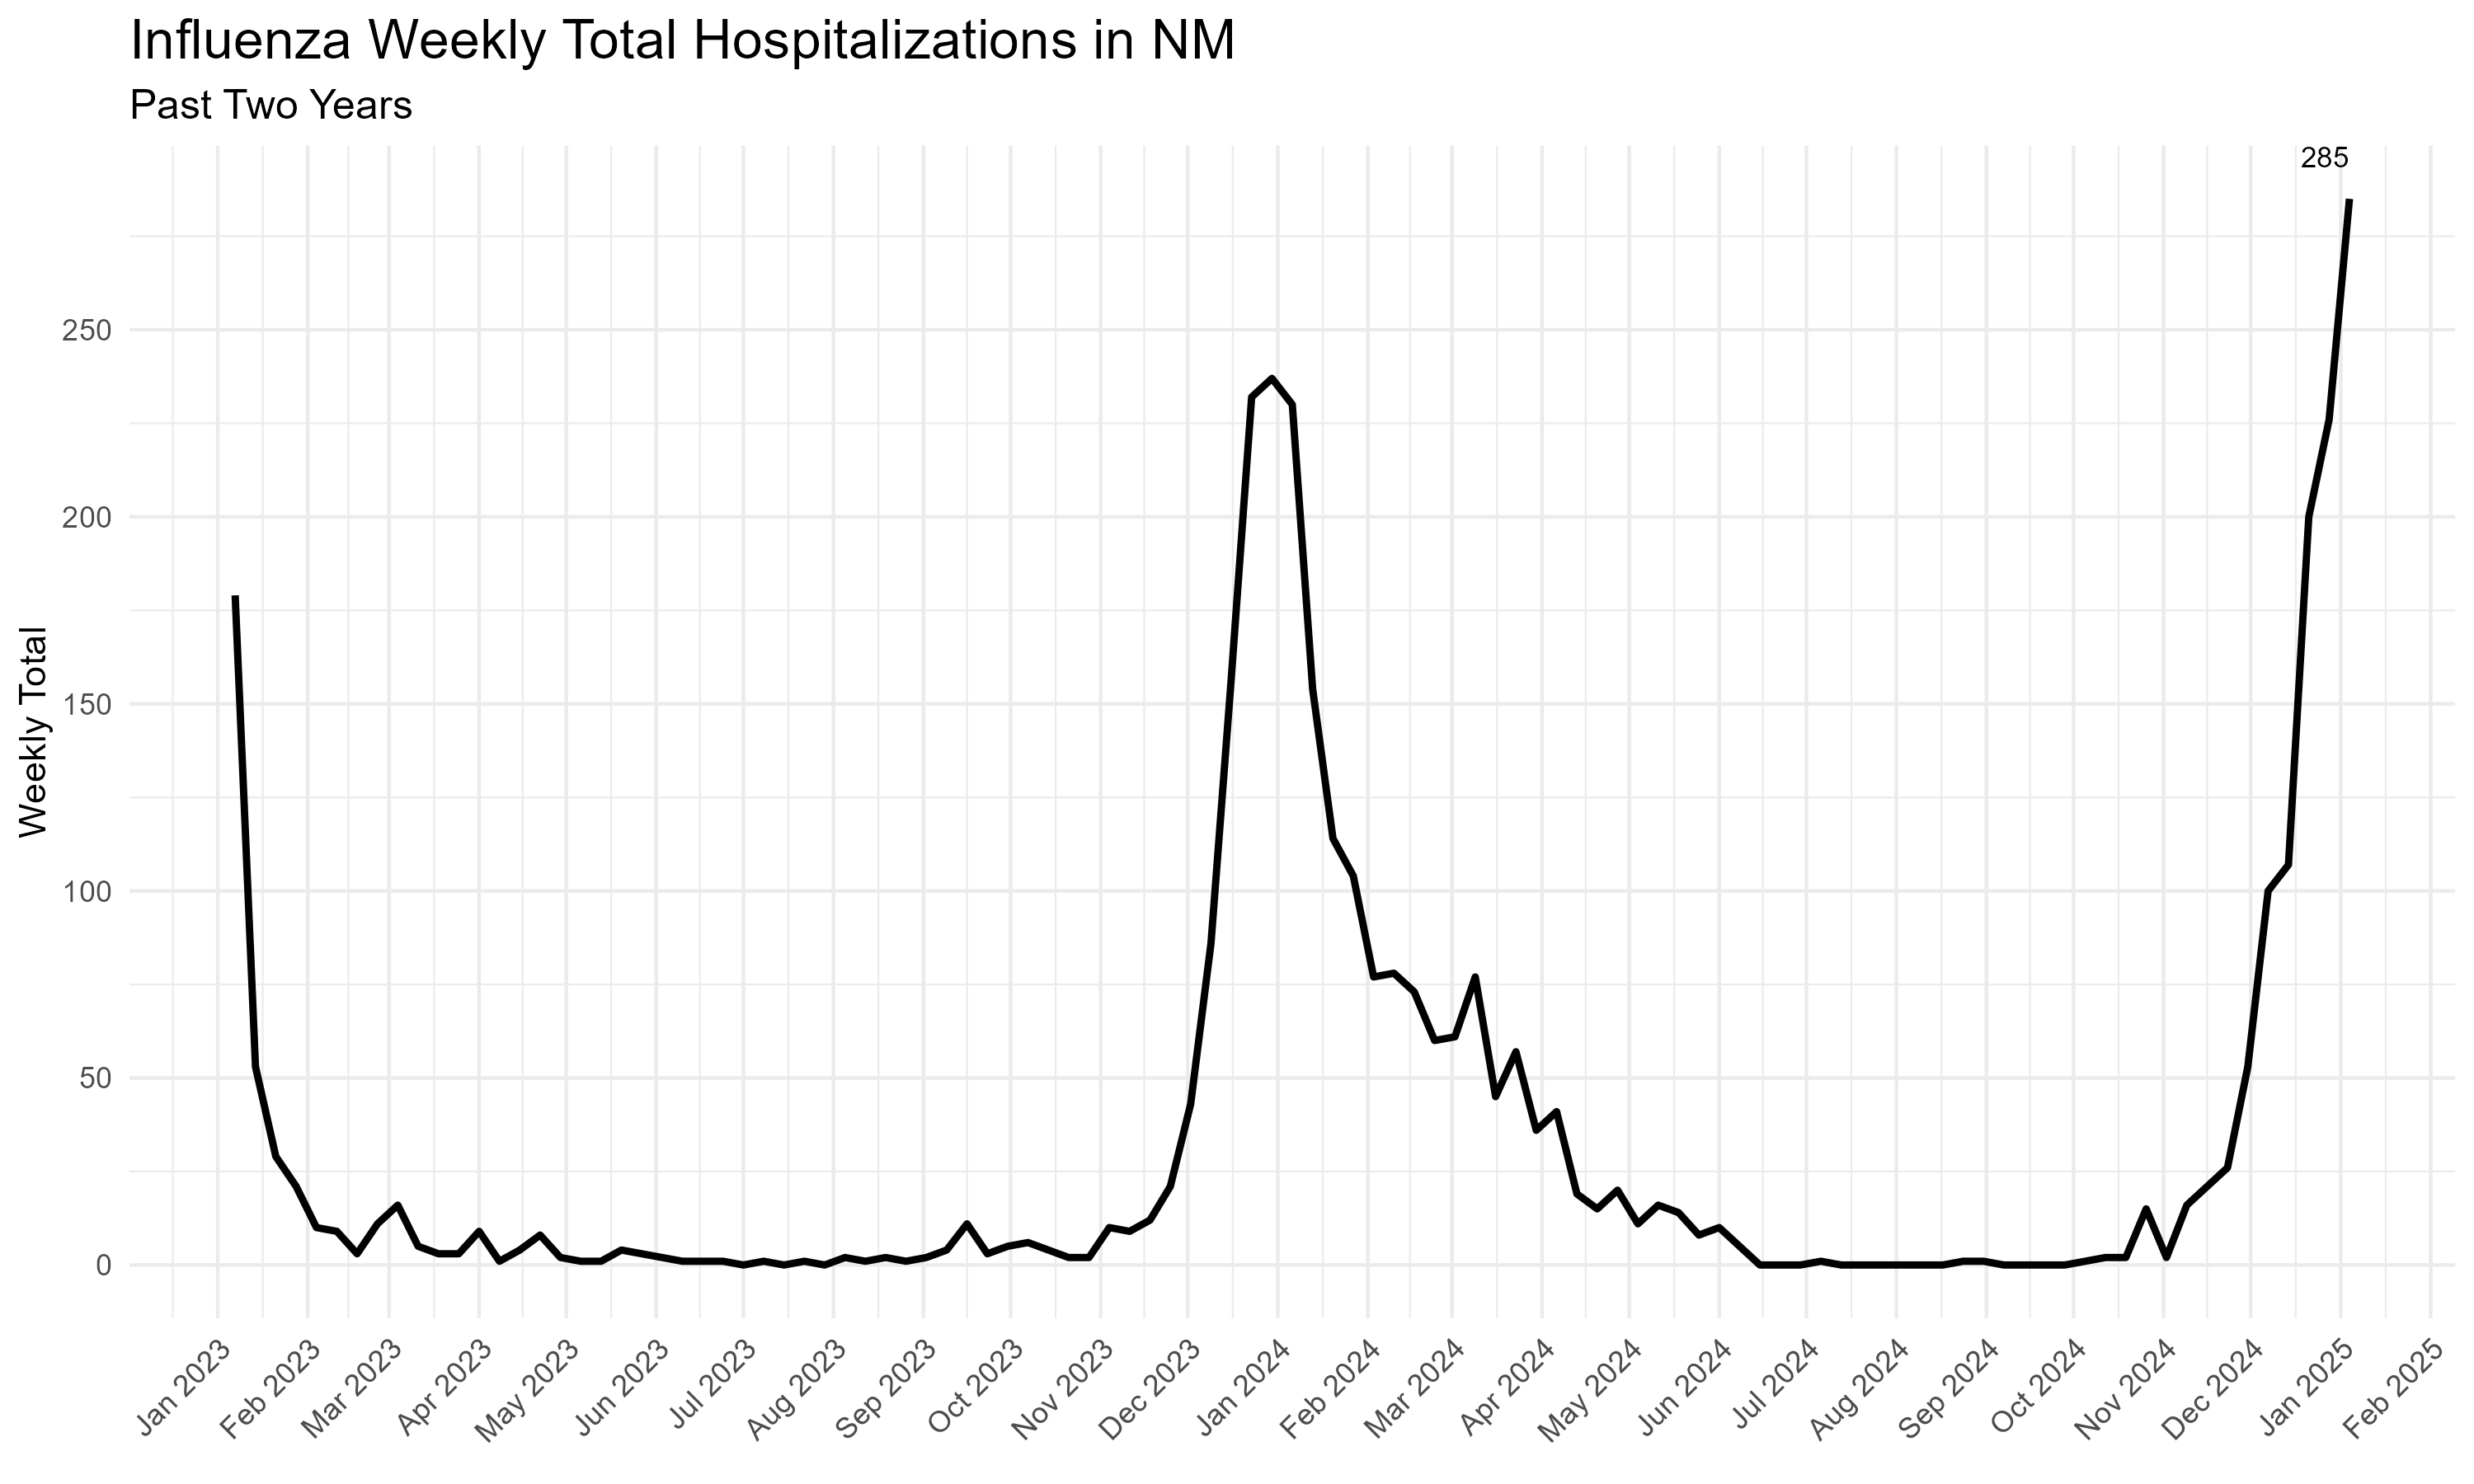 Influenza Weekly Total Hospitalizations in NM
Past Two Years
285
250
200
150
100
50
0
Weekly Total
Jan 2023
Feb 2023
Mar 2023
Apr 2023
May 2023
Jun 2023
Jul 2023
Aug 2023
Sep 2023
Oct 2023
Nov 2023
Dec 2023
Jan 2024
Feb 2024
Mar 2024
Apr 2024
May 2024
Jun 2024
Jul 2024
Aug 2024
Sep 2024
Oct 2024
Nov 2024
Dec 2024
Jan 2025
Feb 2025